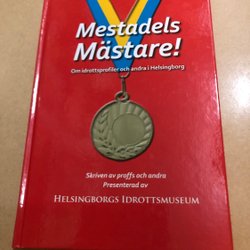 Mestadels
Mästare!
Om idrottsprofiler och andra i Helsingborg
Skriven av proffs och andra
Presenterad av
HELSINGBORGS IDROTTSMUSEUM